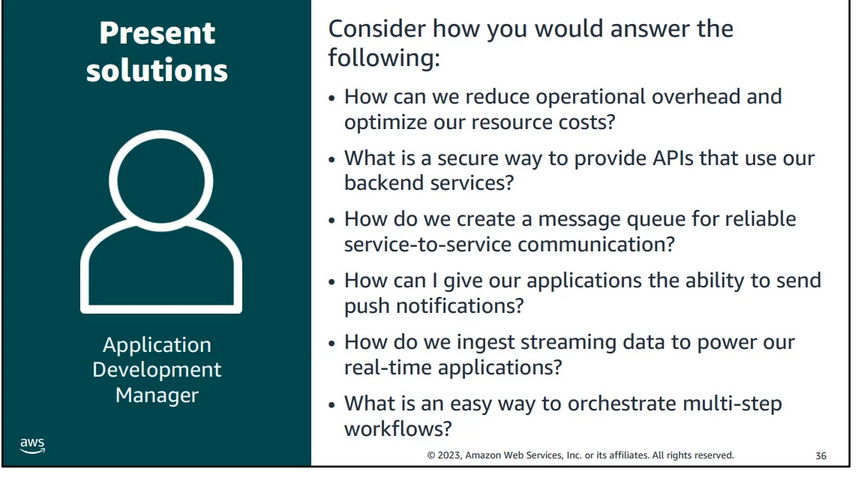 Present
solutions
Application
Development
Manager
aws
Consider how you would answer the
following:
• How can we reduce operational overhead and
optimize our resource costs?
• What is a secure way to provide APIs that use our
backend services?
• How do we create a message queue for reliable
service-to-service communication?
• How can I give our applications the ability to send
push notifications?
• How do we ingest streaming data to power our
real-time applications?
• What is an easy way to orchestrate multi-step
workflows?
© 2023, Amazon Web Services, Inc. or its affiliates. All rights reserved.
36